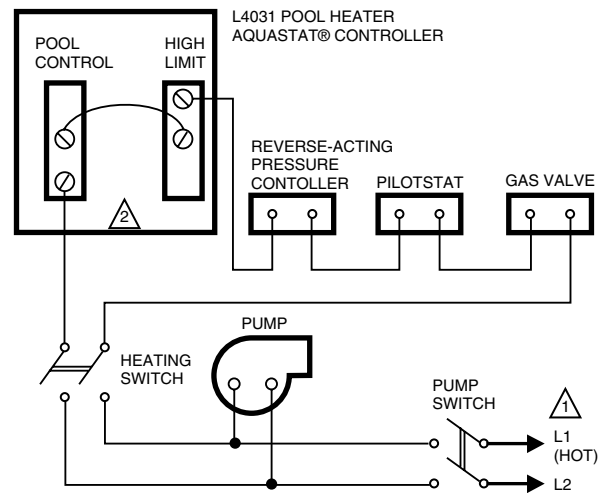 L4031 POOL HEATER
AQUASTAT® CONTROLLER
POOL
CONTROL
HIGH
LIMIT
REVERSE-ACTING
PRESSURE
CONTOLLER
PILOTSTAT
GAS VALVE
2
PUMP
HEATING
SWITCH
PUMP
SWITCH
1
L1
(HOT)
L2